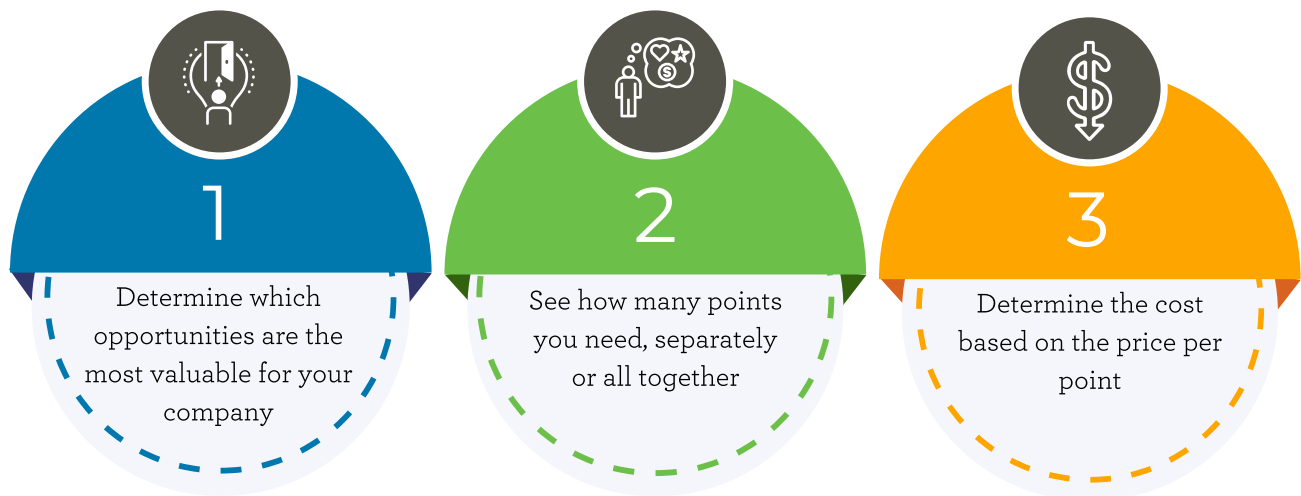 1
Determine which
opportunities are the
most valuable for your
company
2
See how many points
you need, separately
or all together
3
Determine the cost
based on the price per
point